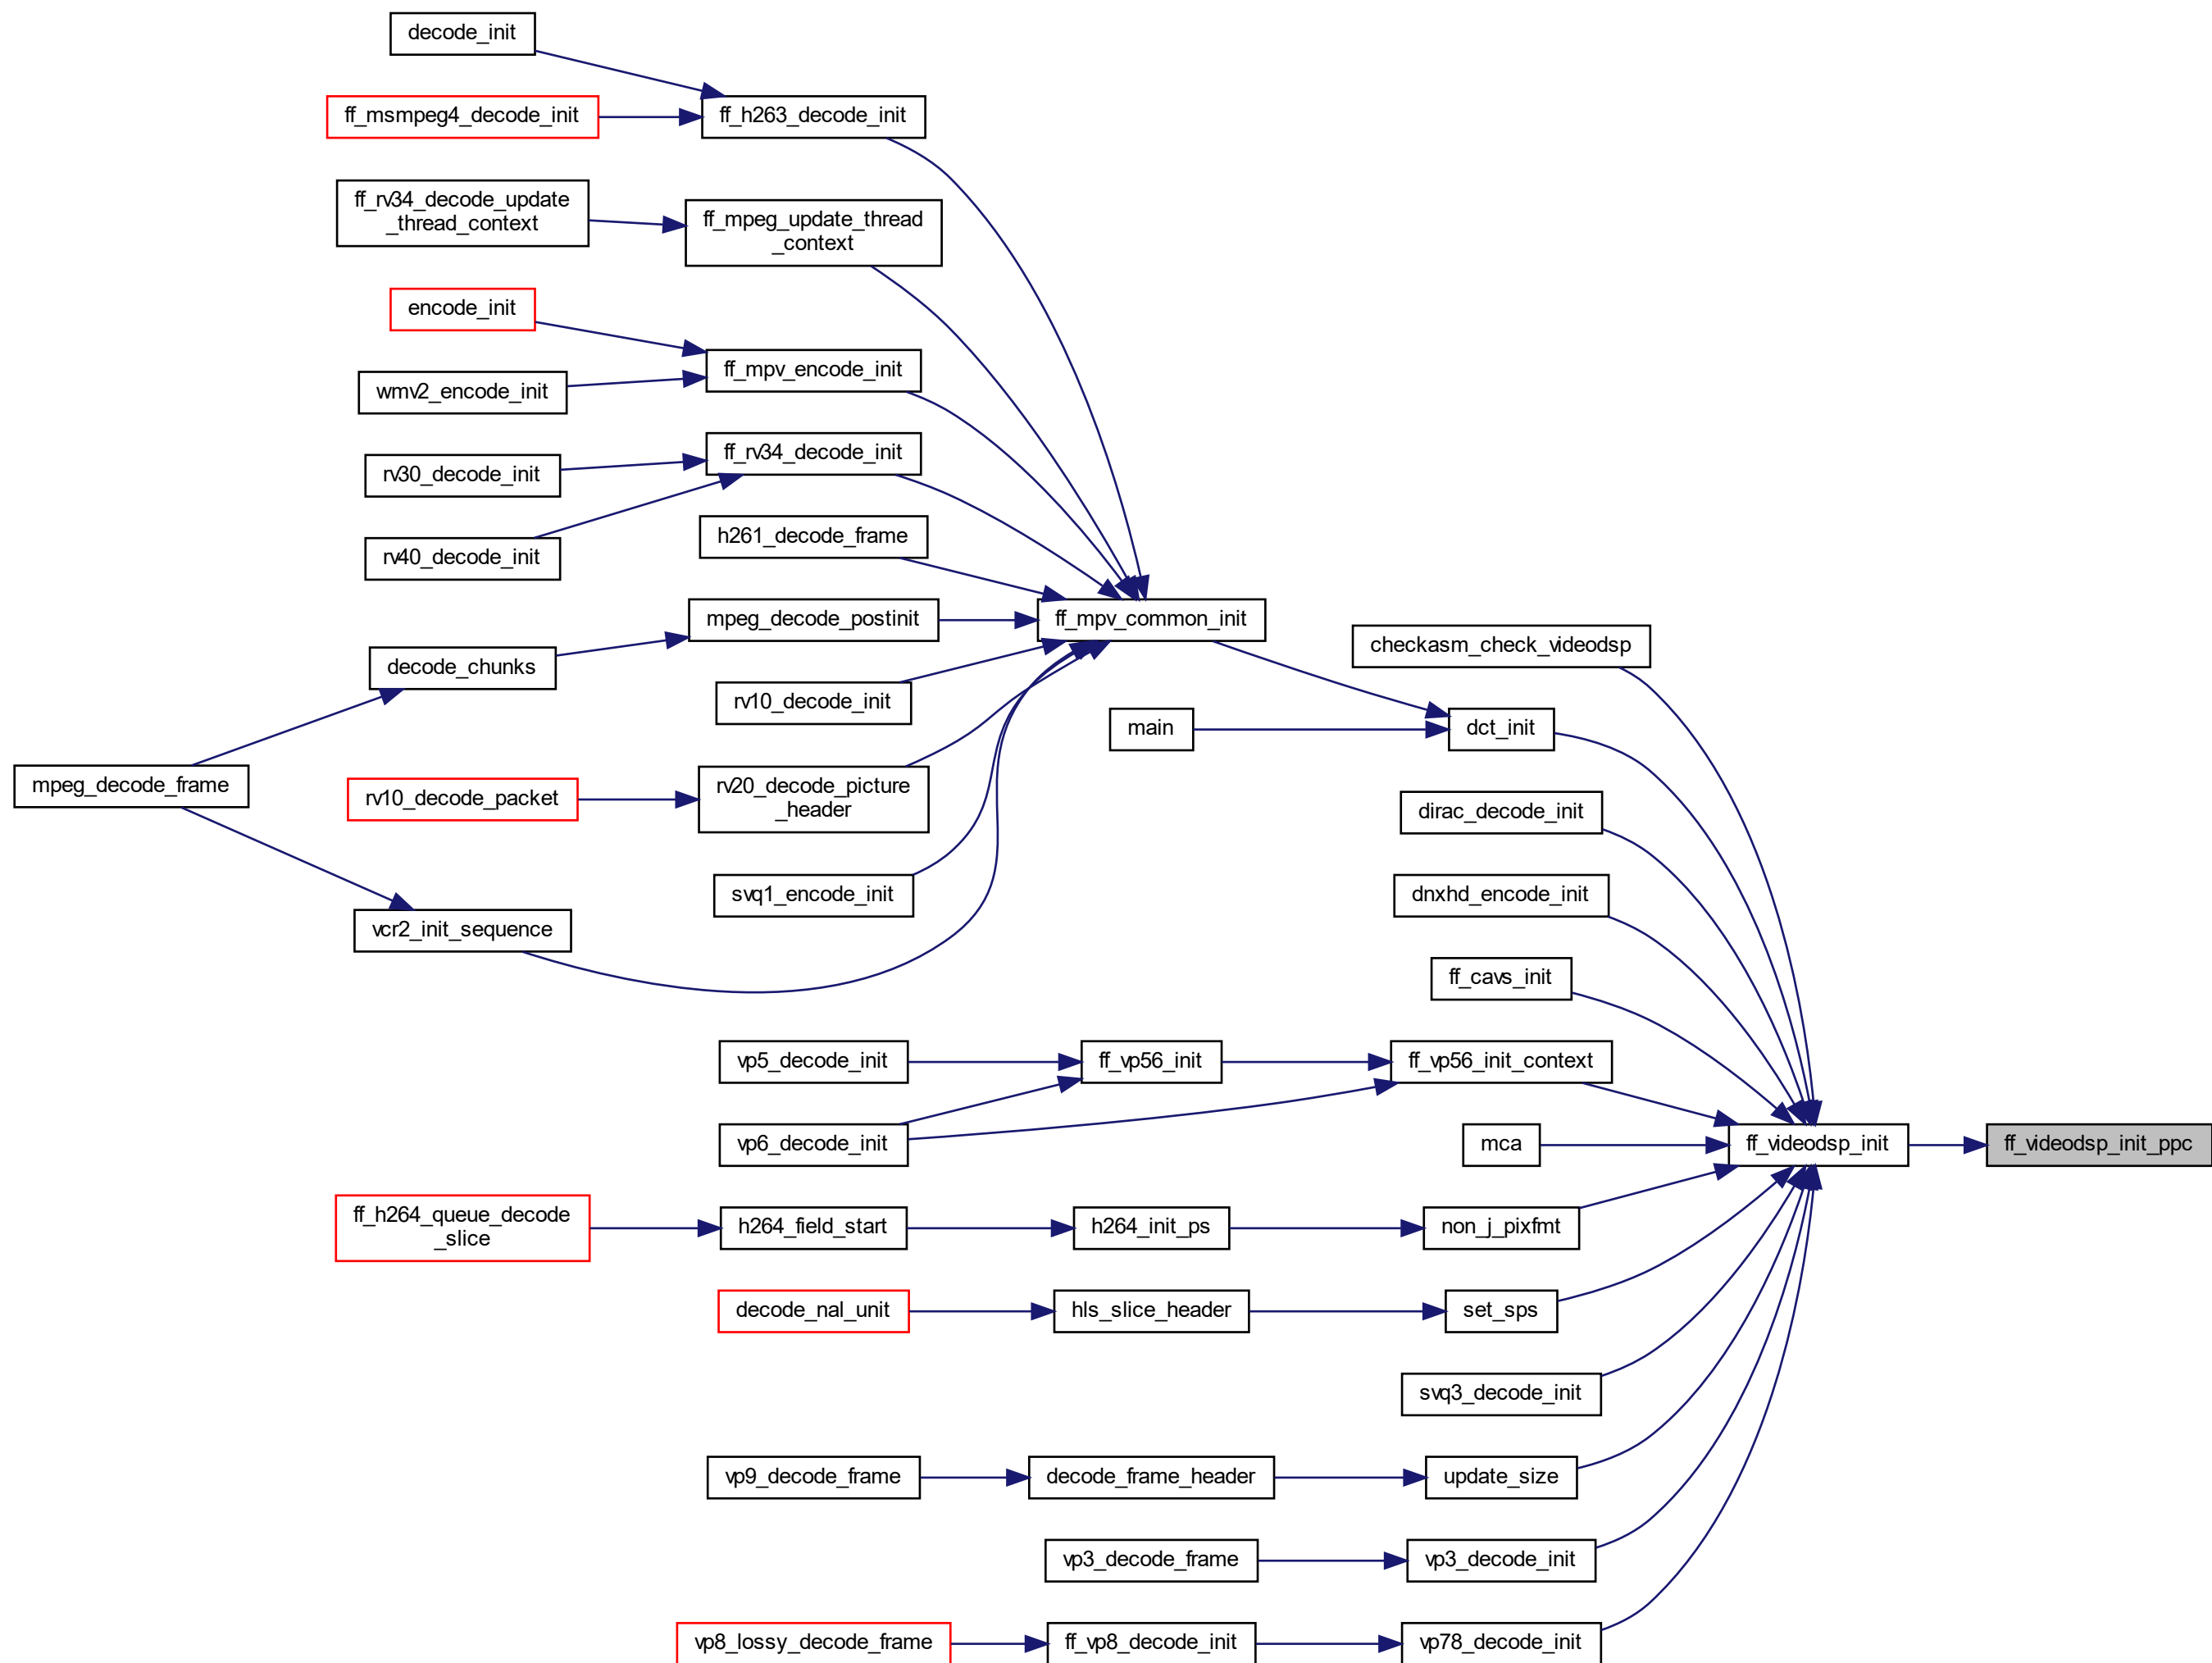 decode_init
ff_msmpeg4_decode_init
ff_h263_decode_init
ff_rv34_decode_update
_thread_context
ff_mpeg_update_thread
_context
encode_init
wmv2_encode_init
ff_mpv_encode_init
rv30_decode_init
rv40_decode_init
ff_rv34_decode_init
h261_decode_frame
mpeg_decode_postinit
decode_chunks
rv10_decode_init
ff_mpv_common_init
checkasm_check_videodsp
main
dct_init
mpeg_decode_frame
rv10_decode_packet
rv20_decode_picture
_header
svq1_encode_init
vcr2_init_sequence
dirac_decode_init
dnxhd_encode_init
ff_cavs_init
vp5_decode_init
ff_vp56_init
ff_vp56_init_context
vp6_decode_init
mca
ff_videodsp_init
ff_videodsp_init_ppc
ff_h264_queue_decode
_slice
h264_field_start
h264_init_ps
non_j_pixfmt
decode_nal_unit
hls_slice_header
set_sps
svq3_decode_init
vp9_decode_frame
decode_frame_header
update_size
vp3_decode_frame
vp3_decode_init
vp8_lossy_decode_frame
ff_vp8_decode_init
vp78_decode_init